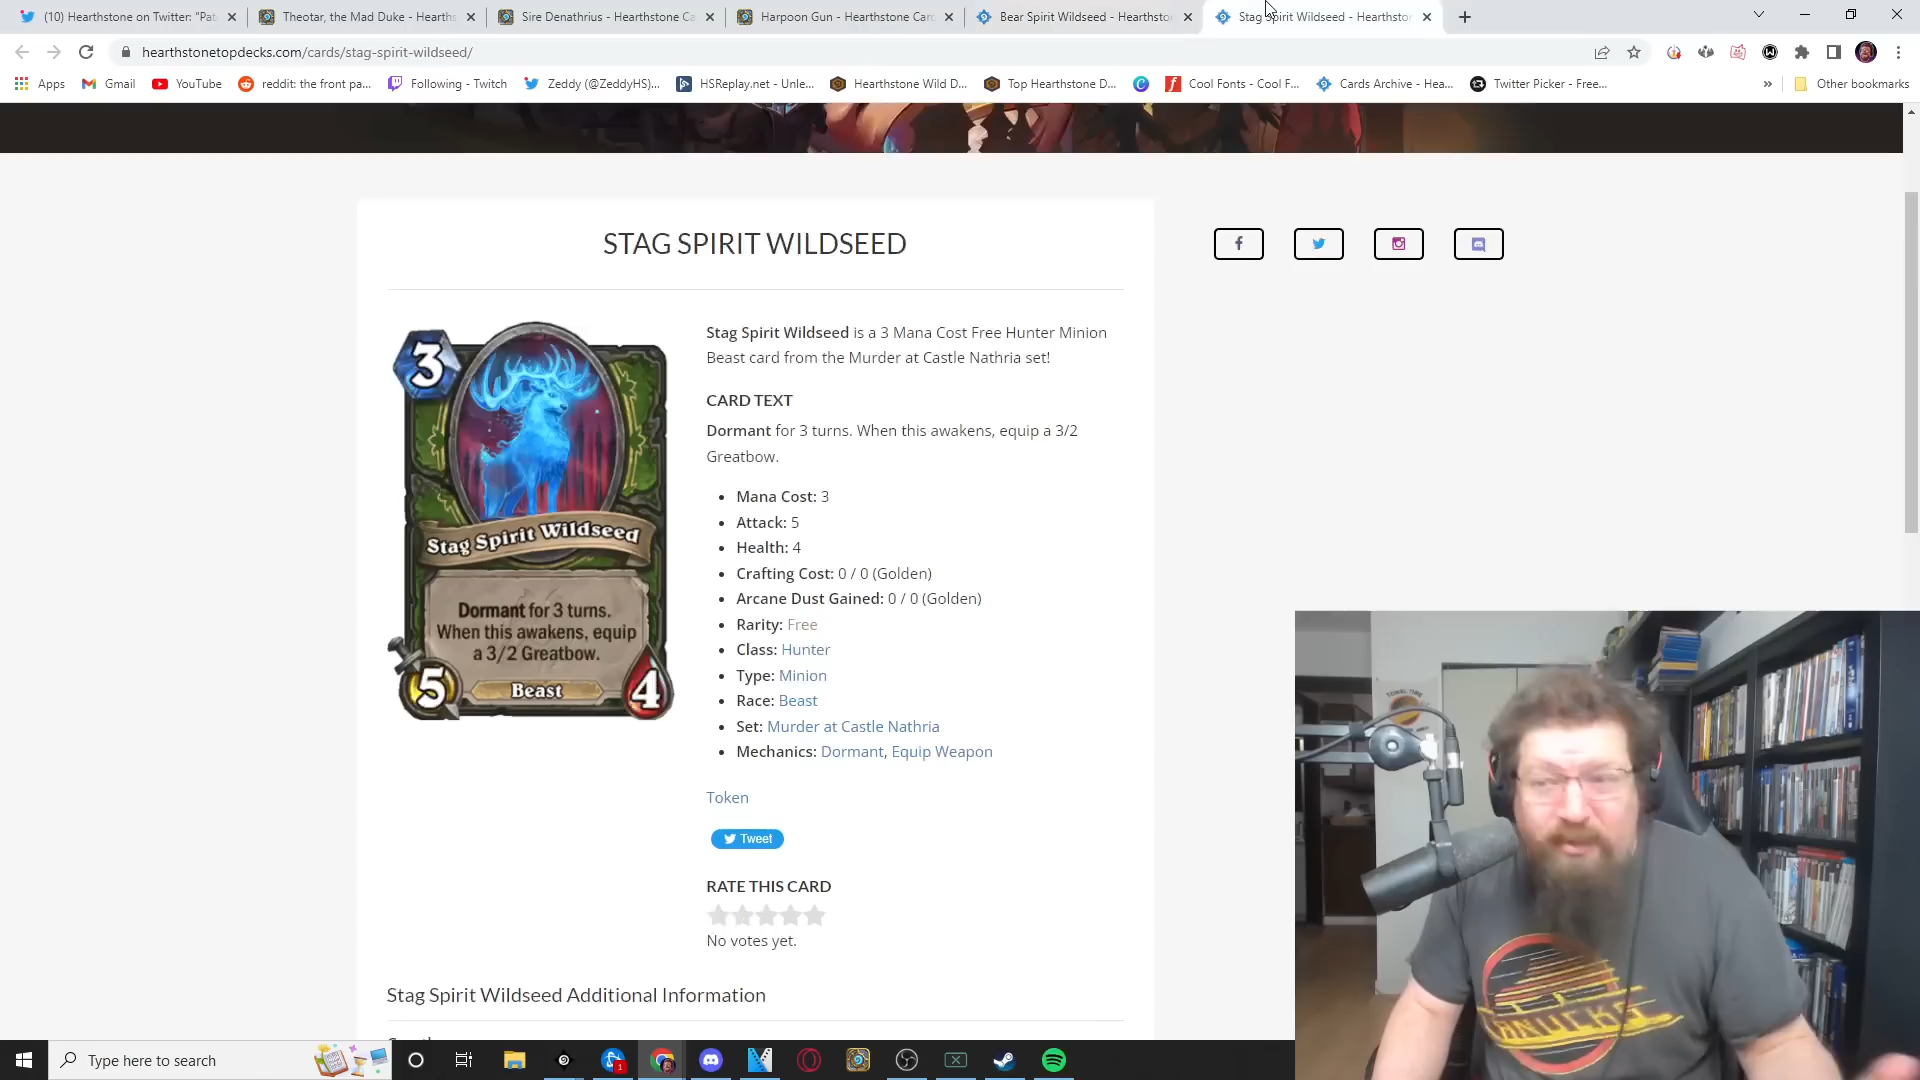 (10) Hearthstone on Twitter: "Pat
Theotar, the Mad Duke - Hearths
Sire Denathrius - Hearthstone Ca
Harpoon Gun - Hearthstone Card
Bear Spirit Wildseed - Hearthsto
Stag Spirit Wildseed - Hearthstor
hearthstonetopdecks.com/cards/stag-spirit-wildseed/
Apps
Gmail
YouTube
reddit: the front pa...
Following - Twitch
Zeddy (@ZeddyHS)...
HSReplay.net - Unle...
Hearthstone Wild D...
Top Hearthstone D...
Cool Fonts - Cool F...
Cards Archive - Hea...
Twitter Picker - Free...
»
Other bookmarks
STAG SPIRIT WILDSEED
Stag Spirit Wildseed is a 3 Mana Cost Free Hunter Minion
Beast card from the Murder at Castle Nathria set!
CARD TEXT
Dormant for 3 turns. When this awakens, equip a 3/2
Greatbow.
Mana Cost: 3
Attack: 5
Health: 4
Crafting Cost: 0 / 0 (Golden)
Arcane Dust Gained: 0 / 0 (Golden)
Rarity: Free
Class: Hunter
Type: Minion
Race: Beast
Set: Murder at Castle Nathria
Mechanics: Dormant, Equip Weapon
Token
Tweet
RATE THIS CARD
No votes yet.
Stag Spirit Wildseed Additional Information
3
Stag Spirit Wildseed
Dormant for 3 turns.
When this awakens, equip
a 3/2 Greatbow.
5
Beast
4
Type here to search
1